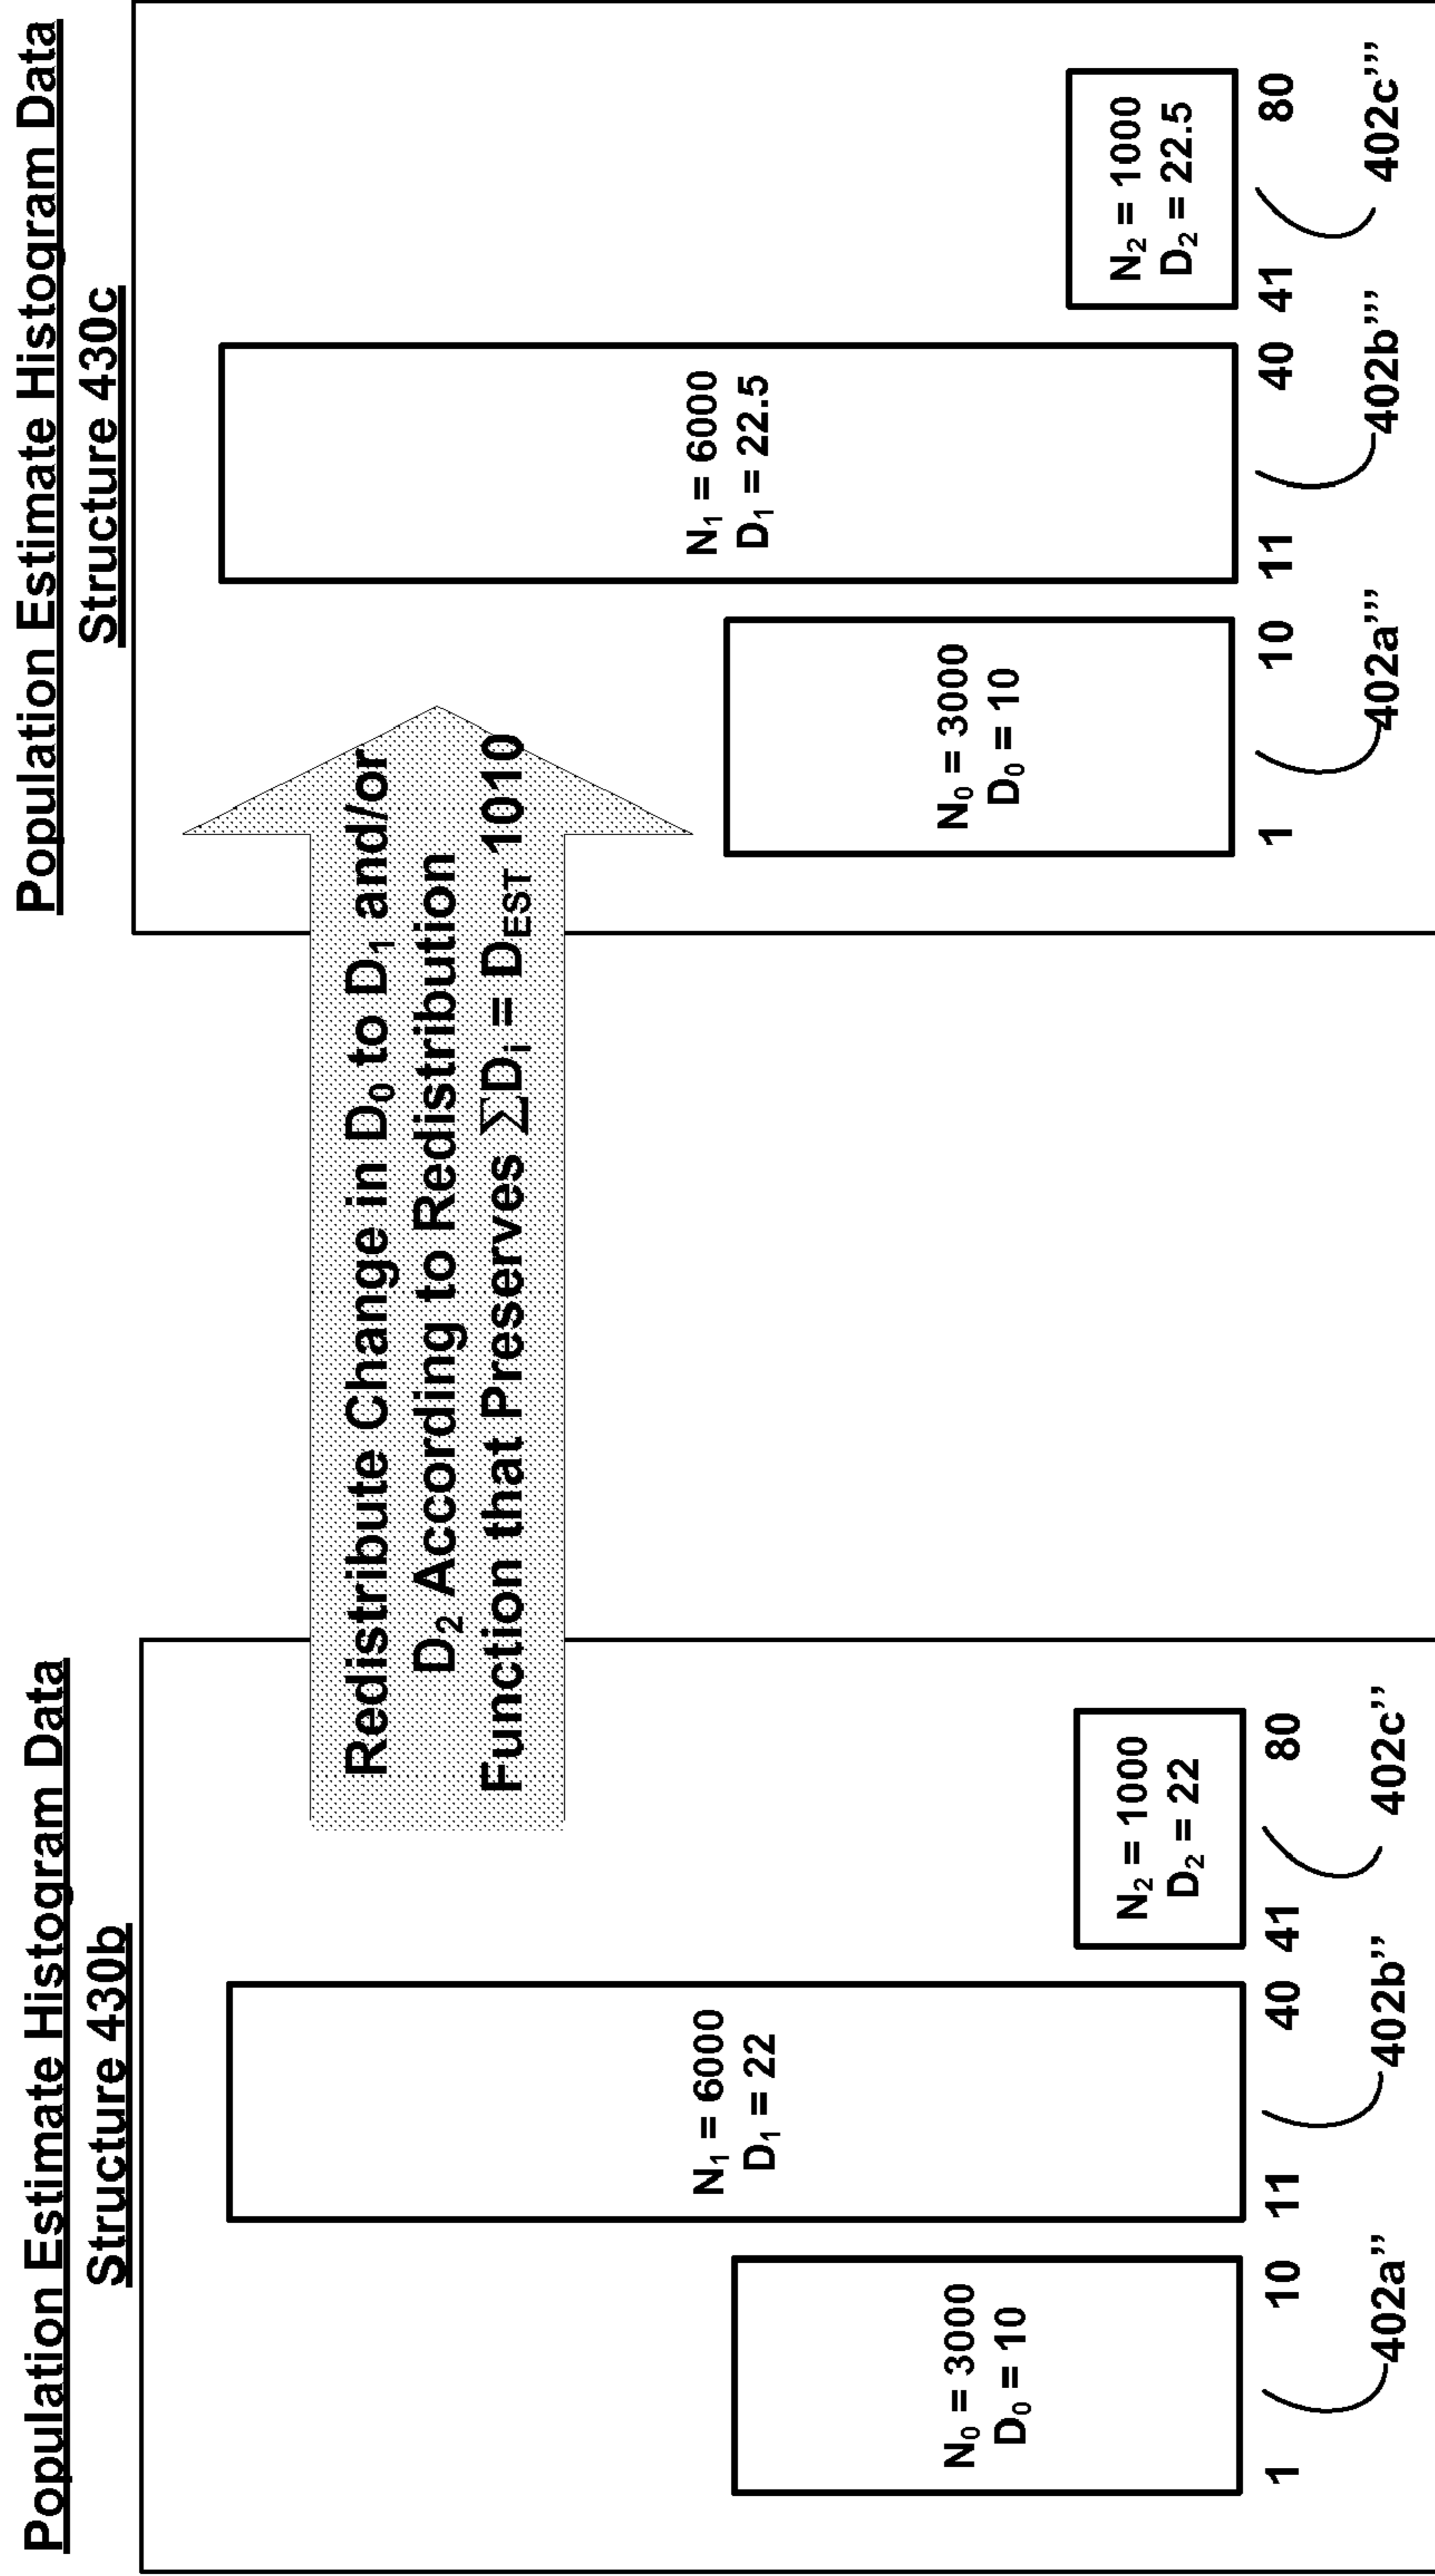 Population Estimate Histogram Data
Structure 430b
N₀ = 3000
D₀ = 10
N₁ = 6000
D₁ = 22
N₂ = 1000
D₂ = 22
1 10 11 40 41 80
402a’’ 402b’’ 402c’’
Redistribute Change in D₀ to D₁ and/or
D₂ According to Redistribution
Function that Preserves ΣDᵢ = D_EST 1010
Population Estimate Histogram Data
Structure 430c
N₀ = 3000
D₀ = 10
N₁ = 6000
D₁ = 22.5
N₂ = 1000
D₂ = 22.5
1 10 11 40 41 80
402a’’’ 402b’’’ 402c’’’